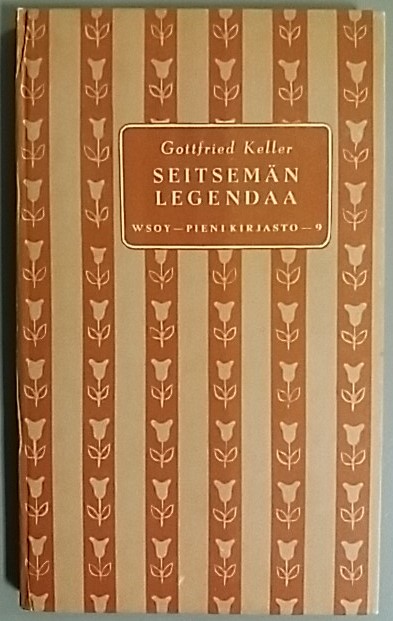 Gottfried Keller
SEITSEMÄN
LEGENDAA
WSOY — PIENI KIRJASTO — 9